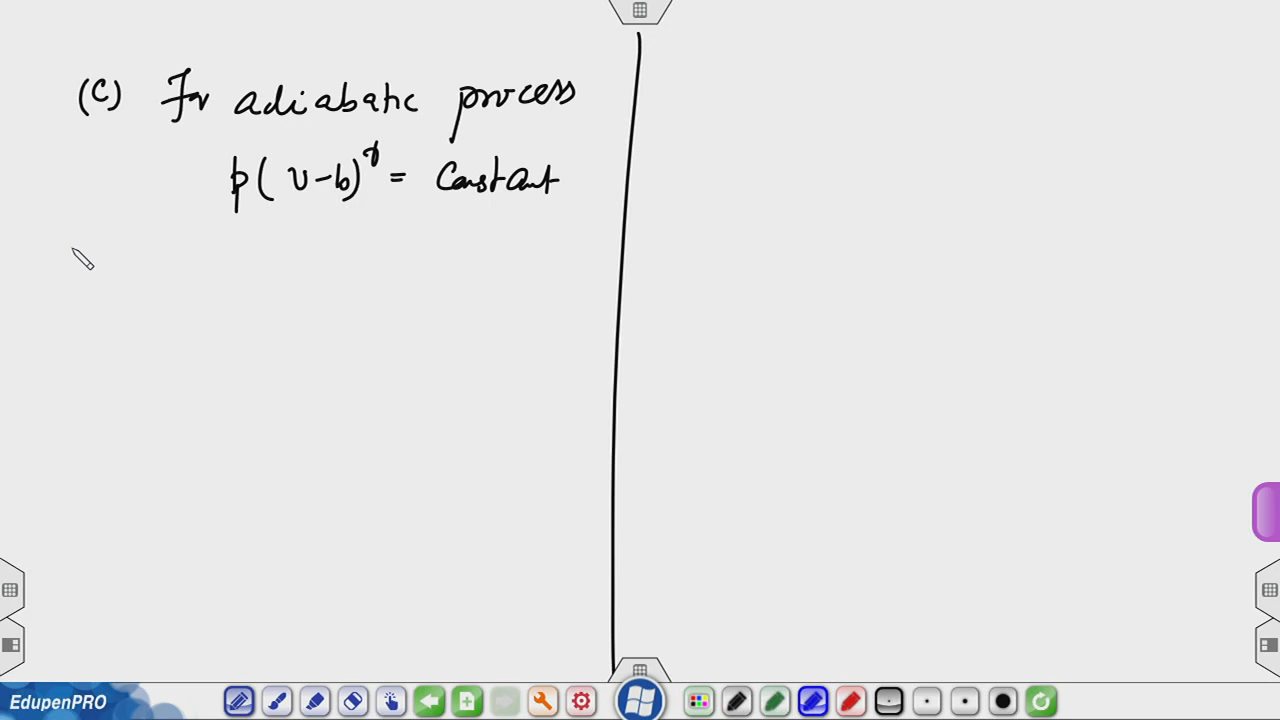 (C) For adiabatic process
p(v-b)^γ = Constant
EdupenPRO